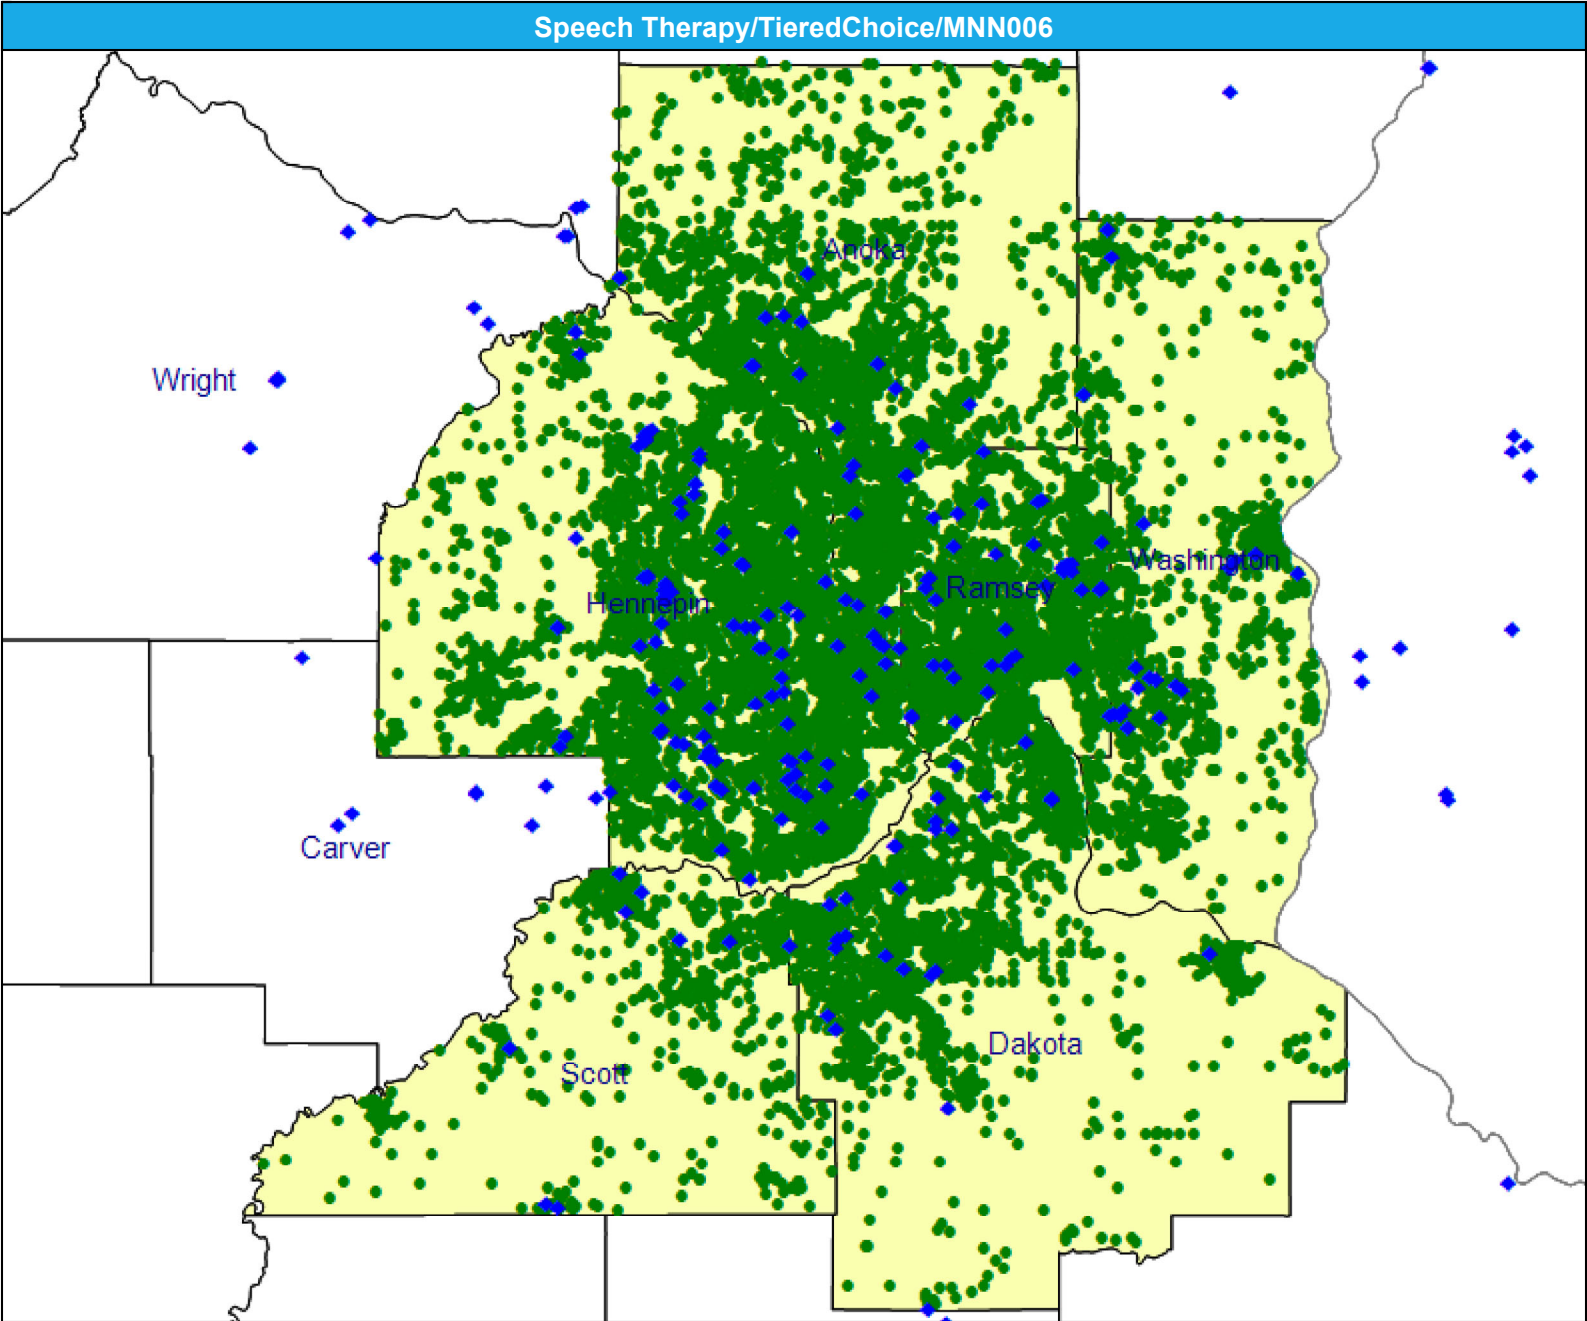 Speech Therapy/TieredChoice/MNN006
Anoka
Wright
Washington
Ramsey
Hennepin
Carver
Dakota
Scott